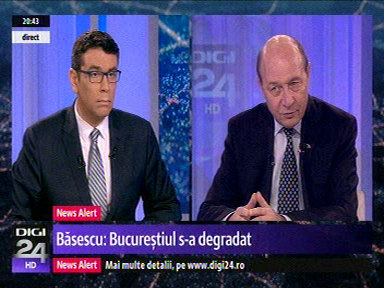 20:43
direct
DIGI
24
HD
News Alert
DIGI
24
HD
Băsescu: Bucureștiul s-a degradat
News Alert Mai multe detalii, pe www.digi24.ro